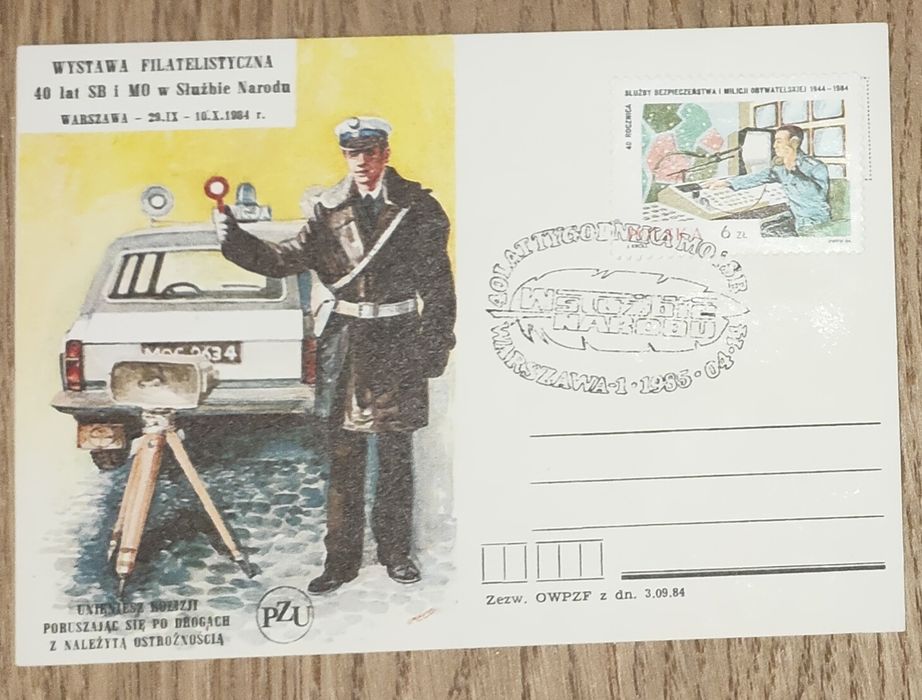 WYSTAWA FILATELISTYCZNA
40 lat SB i MO w Służbie Narodu
WARSZAWA - 29.IX - 10.X.1984 r.
40 ROCZNICA
SŁUŻBY BEZPIECZEŃSTWA I MILICJI OBYWATELSKIEJ 1944-1984
POLSKA 6 ZŁ
40 LAT TYGODNIKA MO i SB
W SŁUŻBIE
NARODU
WARSZAWA-1 · 1985 · 04 ·
2634
UNIKNIESZ KOLIZJI
PORUSZAJĄC SIĘ PO DROGACH
Z NALEŻYTĄ OSTROŻNOŚCIĄ
PZU
Zezw. OWPZF z dn. 3.09.84